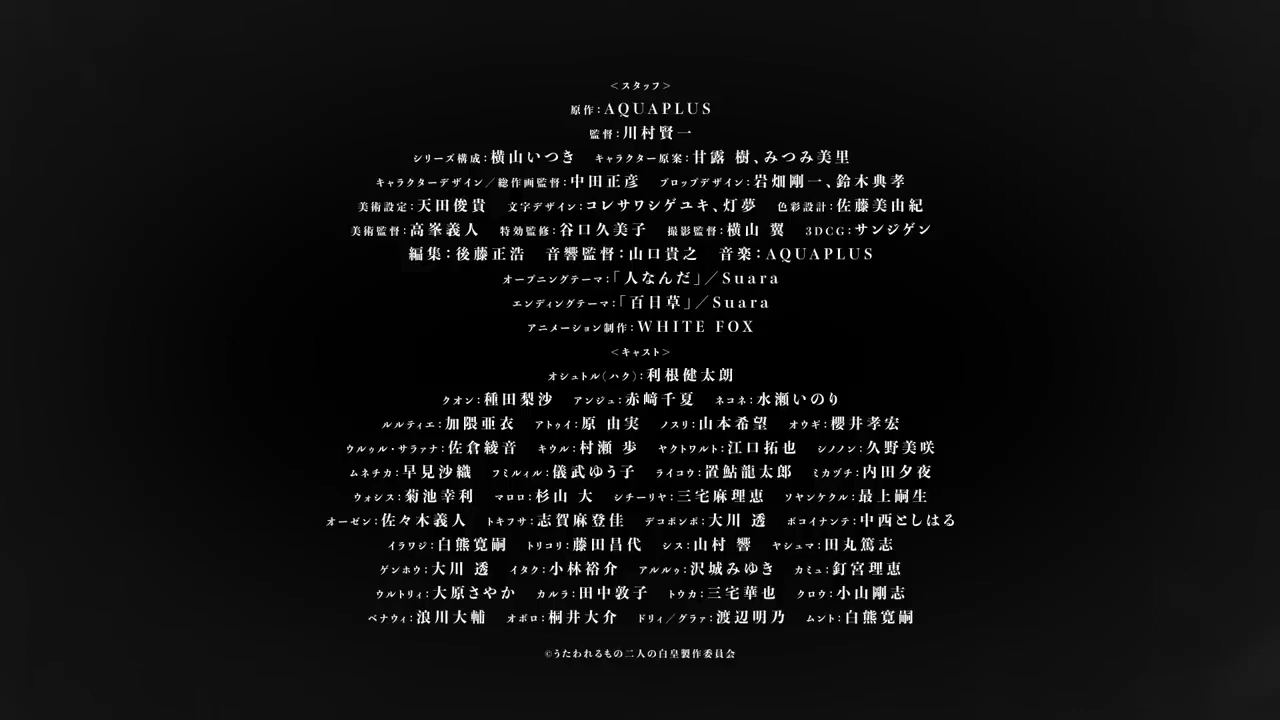 ＜スタッフ＞
原作：AQUAPLUS
監督：川村賢一
シリーズ構成：横山いつき　キャラクター原案：甘露 樹、みつみ美里
キャラクターデザイン／総作画監督：中田正彦　プロップデザイン：岩畑剛一、鈴木典孝
美術設定：天田俊貴　文字デザイン：コレサワシゲユキ、灯夢　色彩設計：佐藤美由紀
美術監督：高峯義人　特効監修：谷口久美子　撮影監督：横山 翼　3DCG：サンジゲン
編集：後藤正浩　音響監督：山口貴之　音楽：AQUAPLUS
オープニングテーマ：「人なんだ」／Suara
エンディングテーマ：「百日草」／Suara
アニメーション制作：WHITE FOX
＜キャスト＞
オシュトル（ハク）：利根健太朗
クオン：種田梨沙　アンジュ：赤﨑千夏　ネコネ：水瀬いのり
ルルティエ：加隈亜衣　アトゥイ：原 由実　ノスリ：山本希望　オウギ：櫻井孝宏
ウルゥル・サラァナ：佐倉綾音　キウル：村瀬 歩　ヤクトワルト：江口拓也　シノノン：久野美咲
ムネチカ：早見沙織　フミルィル：儀武ゆう子　ライコウ：置鮎龍太郎　ミカヅチ：内田夕夜
ウォシス：菊池幸利　マロロ：杉山 大　シチーリヤ：三宅麻理恵　ソヤンケクル：最上嗣生
オーゼン：佐々木義人　トキフサ：志賀麻登佳　デコポンポ：大川 透　ボコイナンテ：中西としはる
イラワジ：白熊寛嗣　トリコリ：藤田昌代　シス：山村 響　ヤシュマ：田丸篤志
ゲンホウ：大川 透　イタク：小林裕介　アルルゥ：沢城みゆき　カミュ：釘宮理恵
ウルトリィ：大原さやか　カルラ：田中敦子　トウカ：三宅華也　クロウ：小山剛志
ベナウィ：浪川大輔　オボロ：桐井大介　ドリィ／グラァ：渡辺明乃　ムント：白熊寛嗣
©うたわれるもの二人の白皇製作委員会